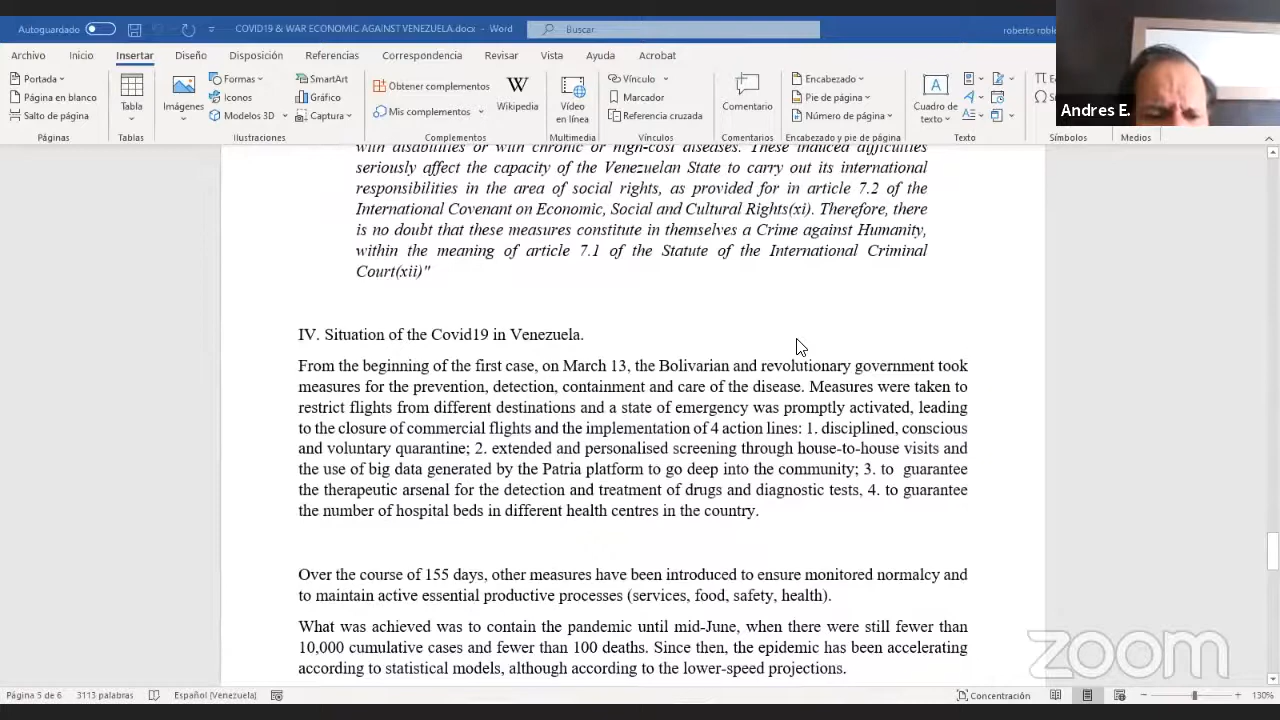 Autoguardado
COVID19 & WAR ECONOMIC AGAINST VENEZUELA.docx - Word
Buscar
roberto roble
Archivo Inicio Insertar Diseño Disposición Referencias Correspondencia Revisar Vista Ayuda Acrobat
Portada
Página en blanco
Salto de página
Páginas
Tabla
Tablas
Imágenes
Formas
Iconos
Modelos 3D
SmartArt
Gráfico
Captura
Ilustraciones
Obtener complementos
Mis complementos
W
Wikipedia
Complementos
Vídeo
en línea
Multimedia
Vínculo
Marcador
Referencia cruzada
Vínculos
Comentario
Comentarios
Encabezado
Pie de página
Número de página
Encabezado y pie de página
Cuadro de
texto
Texto
Símbolos
Medios
Andres E.
with disabilities or with chronic or high-cost diseases. These induced difficulties
seriously affect the capacity of the Venezuelan State to carry out its international
responsibilities in the area of social rights, as provided for in article 7.2 of the
International Covenant on Economic, Social and Cultural Rights(xi). Therefore, there
is no doubt that these measures constitute in themselves a Crime against Humanity,
within the meaning of article 7.1 of the Statute of the International Criminal
Court(xii)"
IV. Situation of the Covid19 in Venezuela.
From the beginning of the first case, on March 13, the Bolivarian and revolutionary government took
measures for the prevention, detection, containment and care of the disease. Measures were taken to
restrict flights from different destinations and a state of emergency was promptly activated, leading
to the closure of commercial flights and the implementation of 4 action lines: 1. disciplined, conscious
and voluntary quarantine; 2. extended and personalised screening through house-to-house visits and
the use of big data generated by the Patria platform to go deep into the community; 3. to guarantee
the therapeutic arsenal for the detection and treatment of drugs and diagnostic tests, 4. to guarantee
the number of hospital beds in different health centres in the country.
Over the course of 155 days, other measures have been introduced to ensure monitored normalcy and
to maintain active essential productive processes (services, food, safety, health).
What was achieved was to contain the pandemic until mid-June, when there were still fewer than
10,000 cumulative cases and fewer than 100 deaths. Since then, the epidemic has been accelerating
according to statistical models, although according to the lower-speed projections.
zoom
Página 5 de 6 3113 palabras Español (Venezuela) Concentración 130%